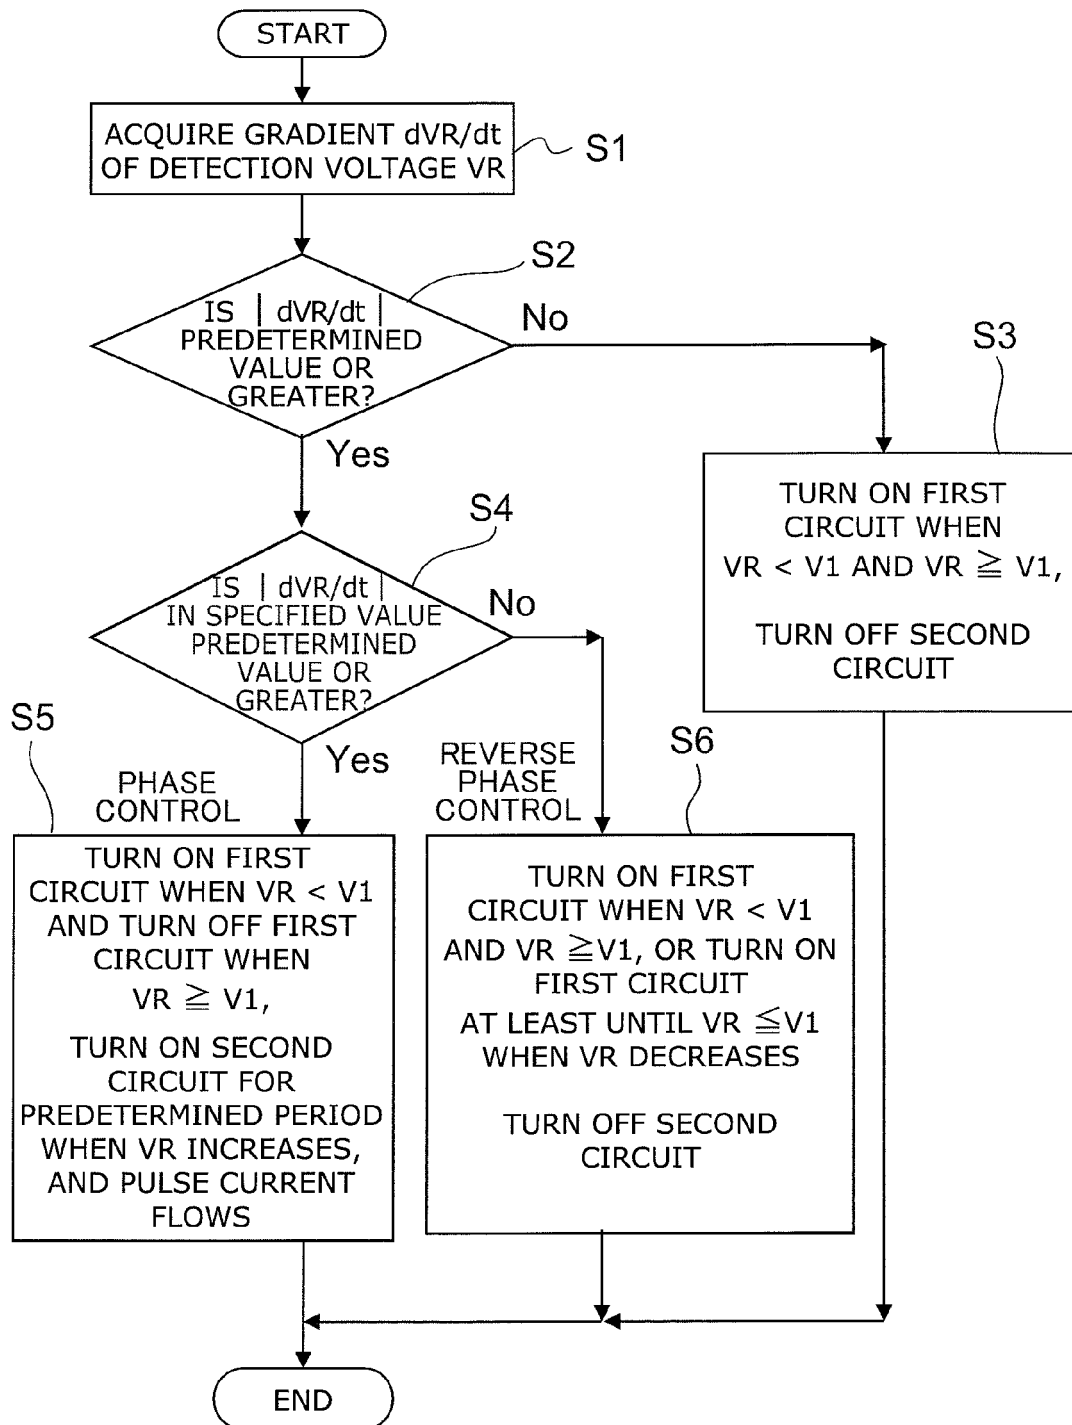 START
ACQUIRE GRADIENT dVR/dt
OF DETECTION VOLTAGE VR
S1
S2
IS | dVR/dt |
PREDETERMINED
VALUE OR
GREATER?
No
Yes
S3
TURN ON FIRST
CIRCUIT WHEN
VR < V1 AND VR ≧ V1,
TURN OFF SECOND
CIRCUIT
S4
IS | dVR/dt |
IN SPECIFIED VALUE
PREDETERMINED
VALUE OR
GREATER?
No
Yes
S5
PHASE
CONTROL
TURN ON FIRST
CIRCUIT WHEN VR < V1
AND TURN OFF FIRST
CIRCUIT WHEN
VR ≧ V1,
TURN ON SECOND
CIRCUIT FOR
PREDETERMINED PERIOD
WHEN VR INCREASES,
AND PULSE CURRENT
FLOWS
REVERSE
PHASE
CONTROL
S6
TURN ON FIRST
CIRCUIT WHEN VR < V1
AND VR ≧V1, OR TURN ON
FIRST CIRCUIT
AT LEAST UNTIL VR ≦V1
WHEN VR DECREASES
TURN OFF SECOND
CIRCUIT
END